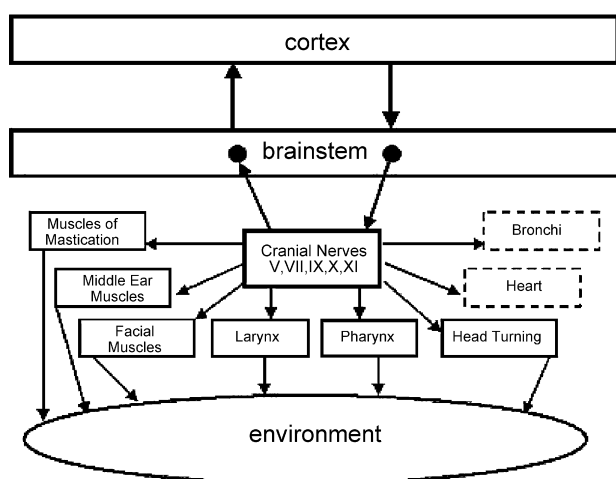 cortex
brainstem
Muscles of
Mastication
Cranial Nerves
V,VII,IX,X,XI
Bronchi
Middle Ear
Muscles
Heart
Facial
Muscles
Larynx
Pharynx
Head Turning
environment